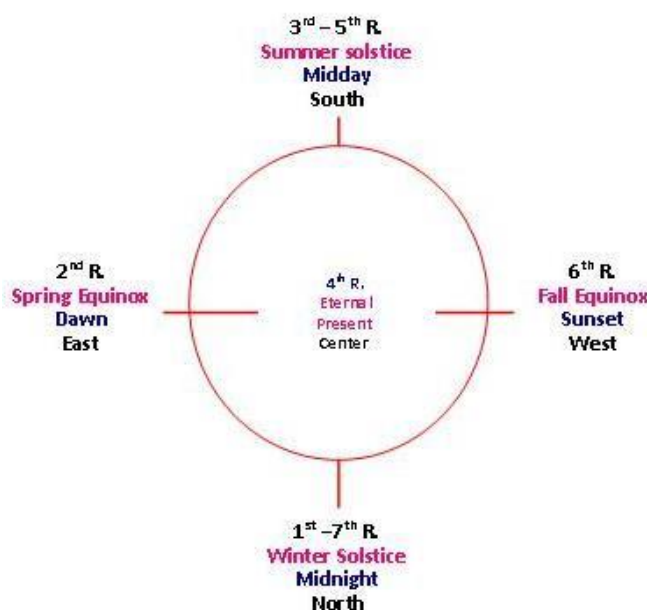 3rd – 5th R.
Summer solstice
Midday
South
2nd R.
Spring Equinox
Dawn
East
4th R.
Eternal
Present
Center
6th R.
Fall Equinox
Sunset
West
1st –7th R.
Winter Solstice
Midnight
North